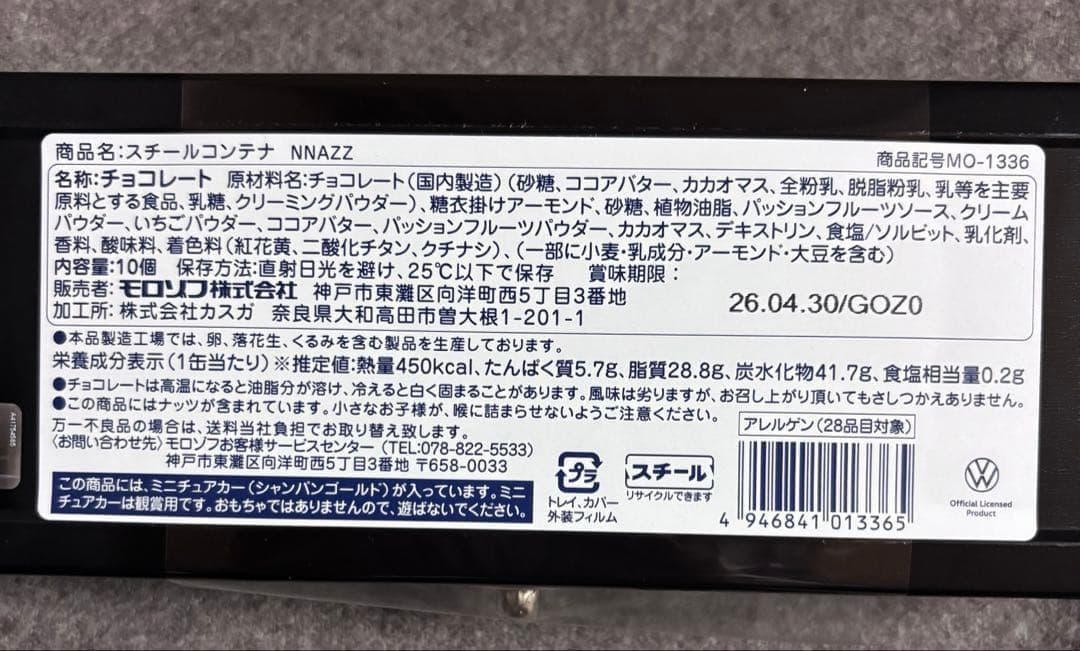 商品名：スチールコンテナ NNAZZ
商品記号MO-1336
名称：チョコレート 原材料名：チョコレート（国内製造）（砂糖、ココアバター、カカオマス、全粉乳、脱脂粉乳、乳等を主要
原料とする食品、乳糖、クリーミングパウダー）、糖衣掛けアーモンド、砂糖、植物油脂、パッションフルーツソース、クリーム
パウダー、いちごパウダー、ココアバター、パッションフルーツパウダー、カカオマス、デキストリン、食塩/ソルビット、乳化剤、
香料、酸味料、着色料（紅花黄、二酸化チタン、クチナシ）、（一部に小麦・乳成分・アーモンド・大豆を含む）
内容量：10個 保存方法：直射日光を避け、25℃以下で保存 賞味期限：
販売者：モロゾフ株式会社 神戸市東灘区向洋町西5丁目3番地
26.04.30/GOZ0
加工所：株式会社カスガ 奈良県大和高田市曽大根1-201-1
●本品製造工場では、卵、落花生、くるみを含む製品を生産しております。
栄養成分表示（1缶当たり）※推定値：熱量450kcal、たんぱく質5.7g、脂質28.8g、炭水化物41.7g、食塩相当量0.2g
●チョコレートは高温になると油脂分が溶け、冷えると白く固まることがあります。風味は劣りますが、お召し上がり頂いてもさしつかえありません。
●この商品にはナッツが含まれています。小さなお子様が、喉に詰まらせないようご注意ください。
万一不良品の場合は、送料当社負担でお取り替え致します。
〈お問い合わせ先〉モロゾフお客様サービスセンター（TEL:078-822-5533）
神戸市東灘区向洋町西5丁目3番地 〒658-0033
この商品には、ミニチュアカー（シャンパンゴールド）が入っています。ミニ
チュアカーは観賞用です。おもちゃではありませんので、遊ばないでください。
プラ
トレイ、カバー
外装フィルム
スチール
リサイクルできます
アレルゲン（28品目対象）
4 946841 013365
Official Licensed
Product